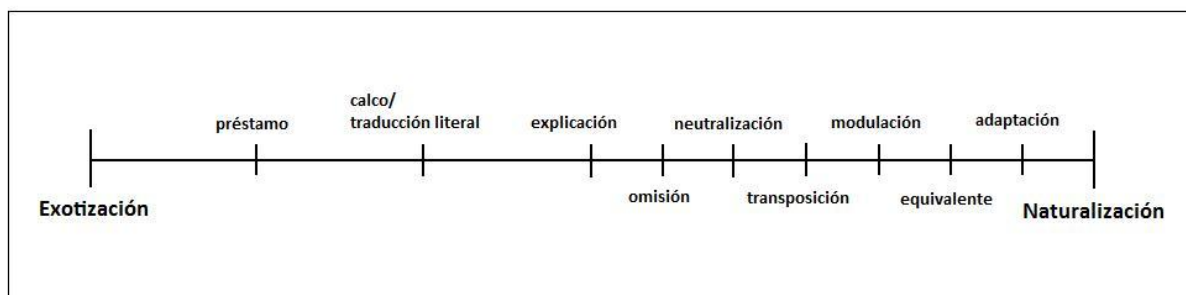 calco/
préstamo traducción literal explicación neutralización modulación adaptación
omisión transposición equivalente
Exotización Naturalización